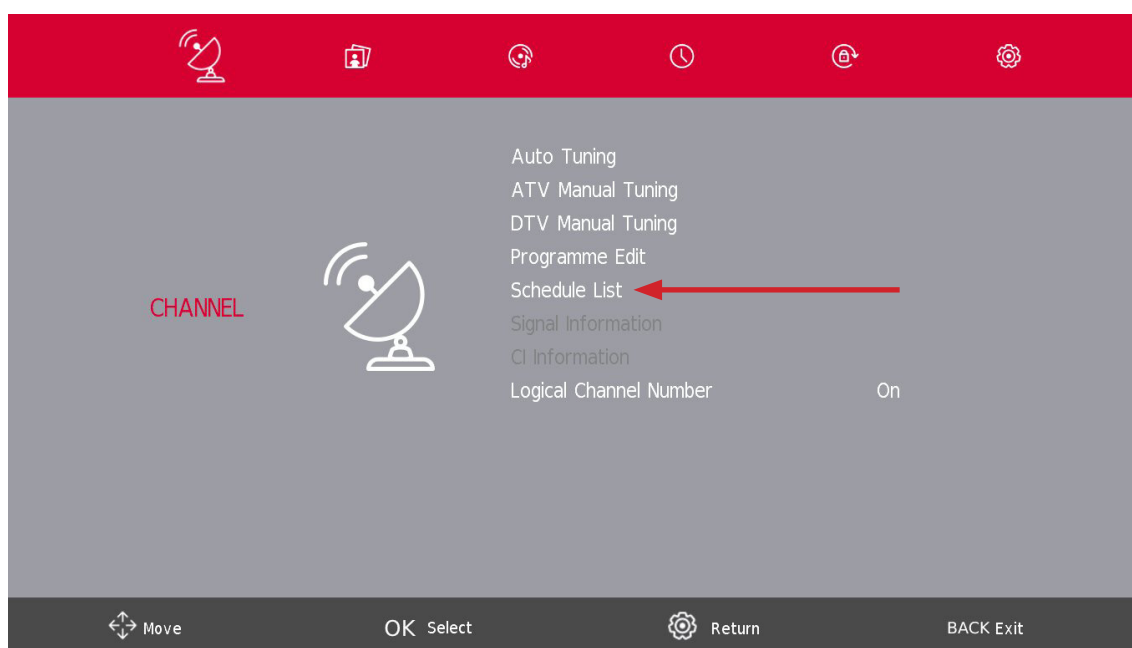 CHANNEL
Auto Tuning
ATV Manual Tuning
DTV Manual Tuning
Programme Edit
Schedule List
Signal Information
CI Information
Logical Channel Number On
Move OK Select Return BACK Exit